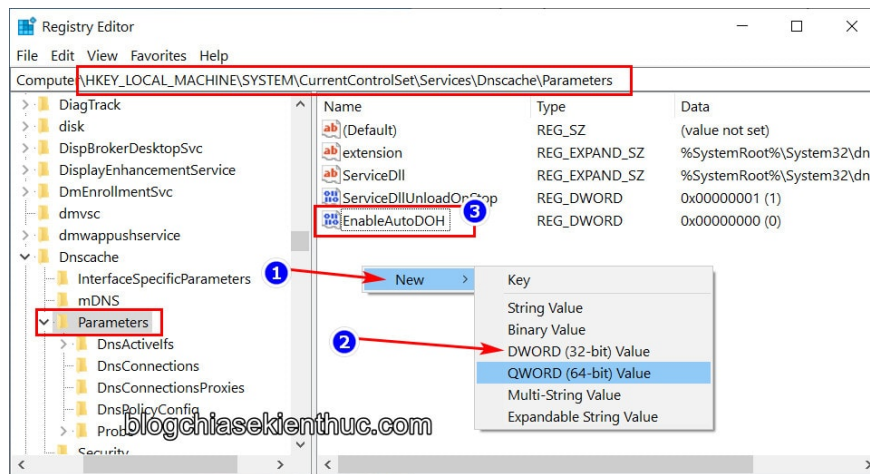 Registry Editor
File Edit View Favorites Help
Computer\HKEY_LOCAL_MACHINE\SYSTEM\CurrentControlSet\Services\Dnscache\Parameters
DiagTrack
disk
DispBrokerDesktopSvc
DisplayEnhancementService
DmEnrollmentSvc
dmvsc
dmwappushservice
Dnscache
InterfaceSpecificParameters
mDNS
Parameters
DnsActiveIfs
DnsConnections
DnsConnectionsProxies
DnsPolicyConfig
Probe
Security
Name Type Data
(Default) REG_SZ (value not set)
extension REG_EXPAND_SZ %SystemRoot%\System32\dn
ServiceDll REG_EXPAND_SZ %SystemRoot%\System32\dn
ServiceDllUnloadOnStop REG_DWORD 0x00000001 (1)
EnableAutoDOH REG_DWORD 0x00000000 (0)
3
1
New
2
Key
String Value
Binary Value
DWORD (32-bit) Value
QWORD (64-bit) Value
Multi-String Value
Expandable String Value
blogchiasekienthuc.com